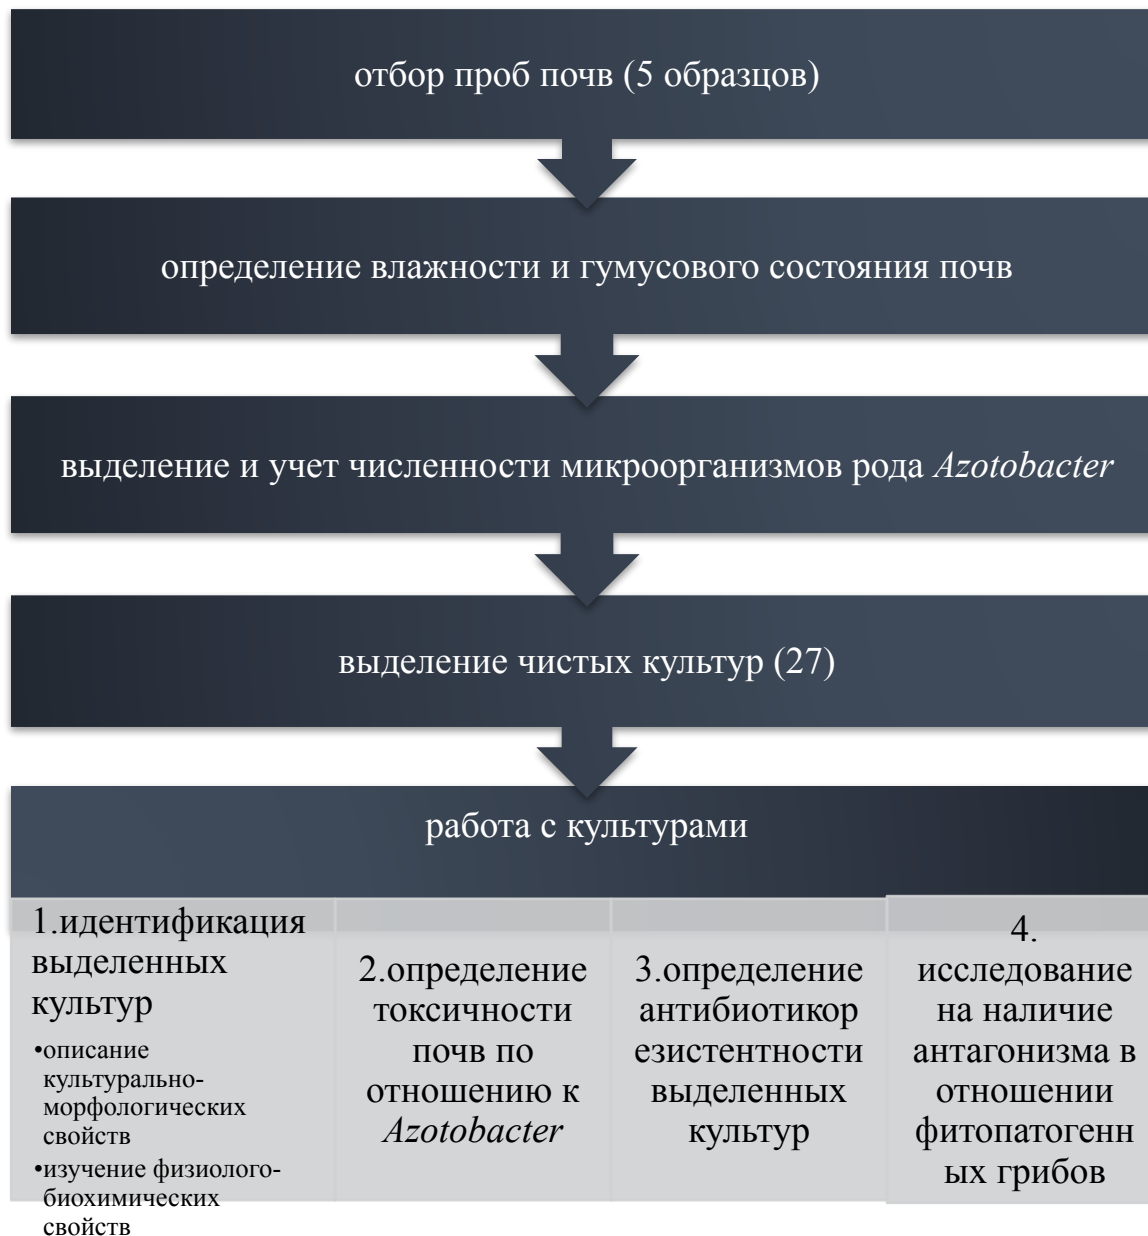 отбор проб почв (5 образцов)
определение влажности и гумусового состояния почв
выделение и учет численности микроорганизмов рода Azotobacter
выделение чистых культур (27)
работа с культурами
1.идентификация
выделенных
культур
•описание
культурально-
морфологических
свойств
•изучение физиолого-
биохимических
свойств
2.определение
токсичности
почв по
отношению к
Azotobacter
3.определение
антибиотикор
езистентности
выделенных
культур
4.
исследование
на наличие
антагонизма в
отношении
фитопатогенн
ых грибов